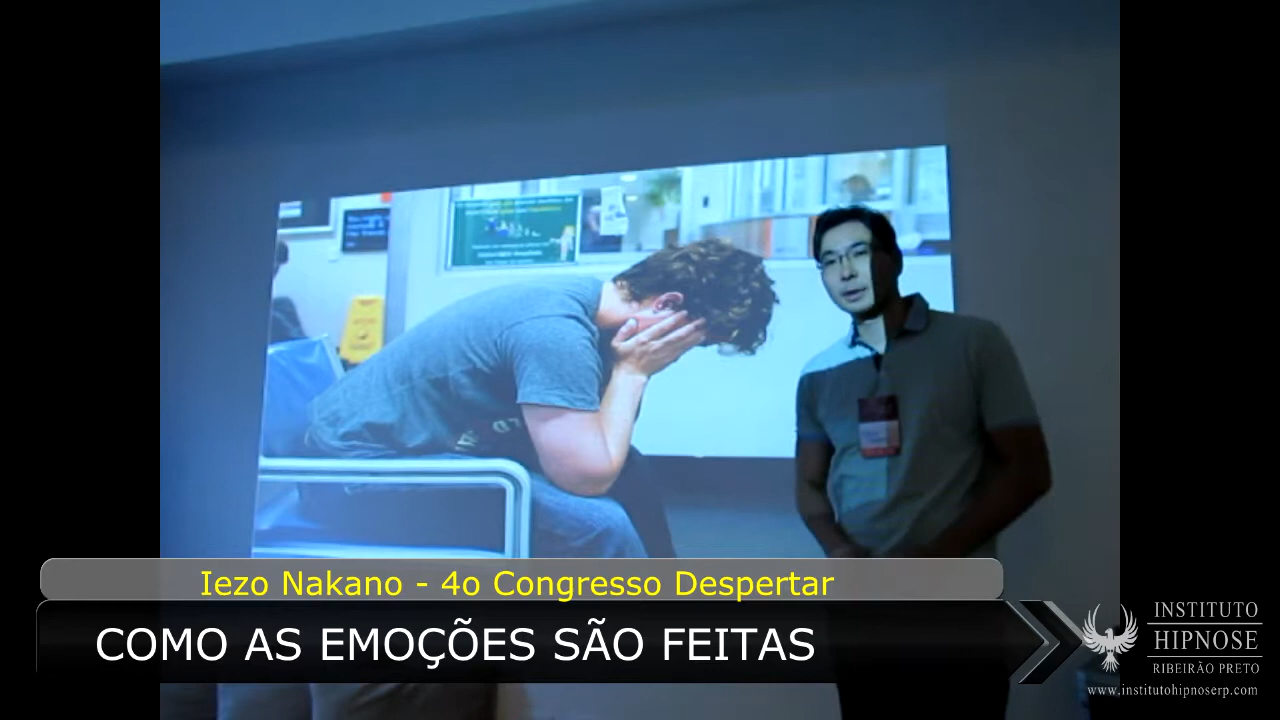 Iezo Nakano - 4o Congresso Despertar
COMO AS EMOÇÕES SÃO FEITAS
INSTITUTO
HIPNOSE
RIBEIRÃO PRETO
www.institutohipnoserp.com